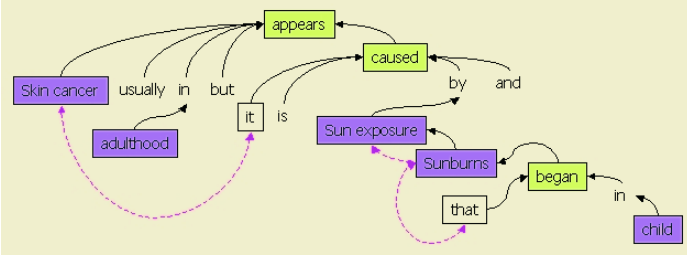 appears
caused
Skin cancer usually in but by and
it is
adulthood Sun exposure
Sunburns
began
in
that
child